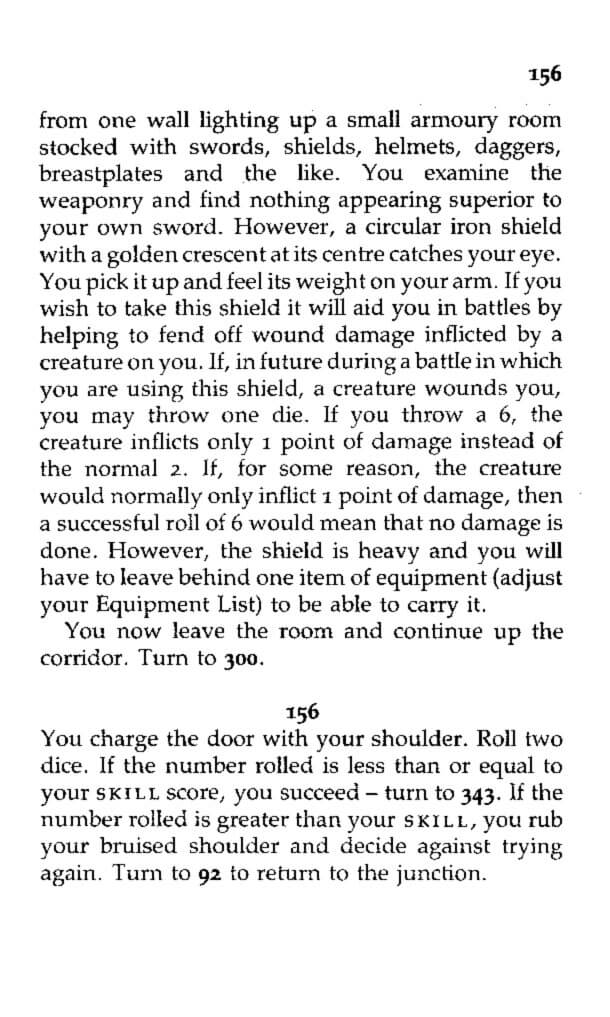 156
from one wall lighting up a small armoury room
stocked with swords, shields, helmets, daggers,
breastplates and the like. You examine the
weaponry and find nothing appearing superior to
your own sword. However, a circular iron shield
with a golden crescent at its centre catches your eye.
You pick it up and feel its weight on your arm. If you
wish to take this shield it will aid you in battles by
helping to fend off wound damage inflicted by a
creature on you. If, in future during a battle in which
you are using this shield, a creature wounds you,
you may throw one die. If you throw a 6, the
creature inflicts only 1 point of damage instead of
the normal 2. If, for some reason, the creature
would normally only inflict 1 point of damage, then
a successful roll of 6 would mean that no damage is
done. However, the shield is heavy and you will
have to leave behind one item of equipment (adjust
your Equipment List) to be able to carry it.
You now leave the room and continue up the
corridor. Turn to 300.
156
You charge the door with your shoulder. Roll two
dice. If the number rolled is less than or equal to
your SKILL score, you succeed – turn to 343. If the
number rolled is greater than your SKILL, you rub
your bruised shoulder and decide against trying
again. Turn to 92 to return to the junction.